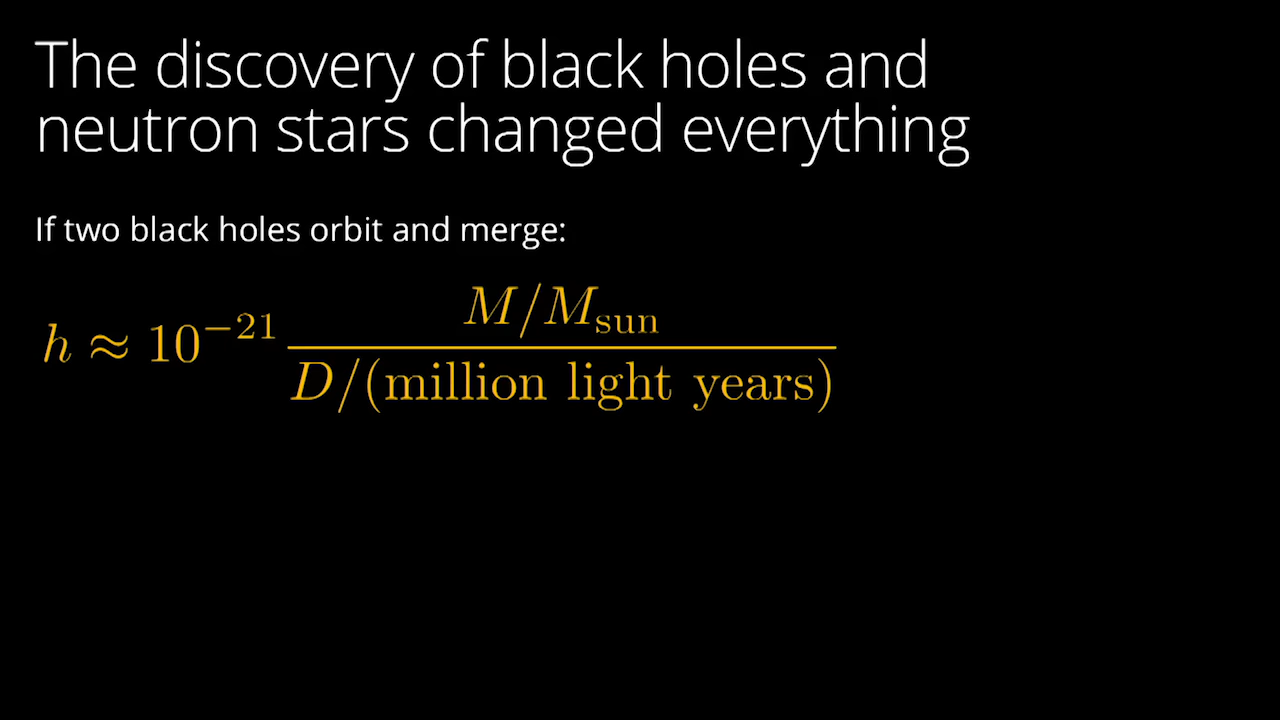 The discovery of black holes and
neutron stars changed everything
If two black holes orbit and merge:
h ≈ 10⁻²¹ (M/M_sun) / (D/(million light years))